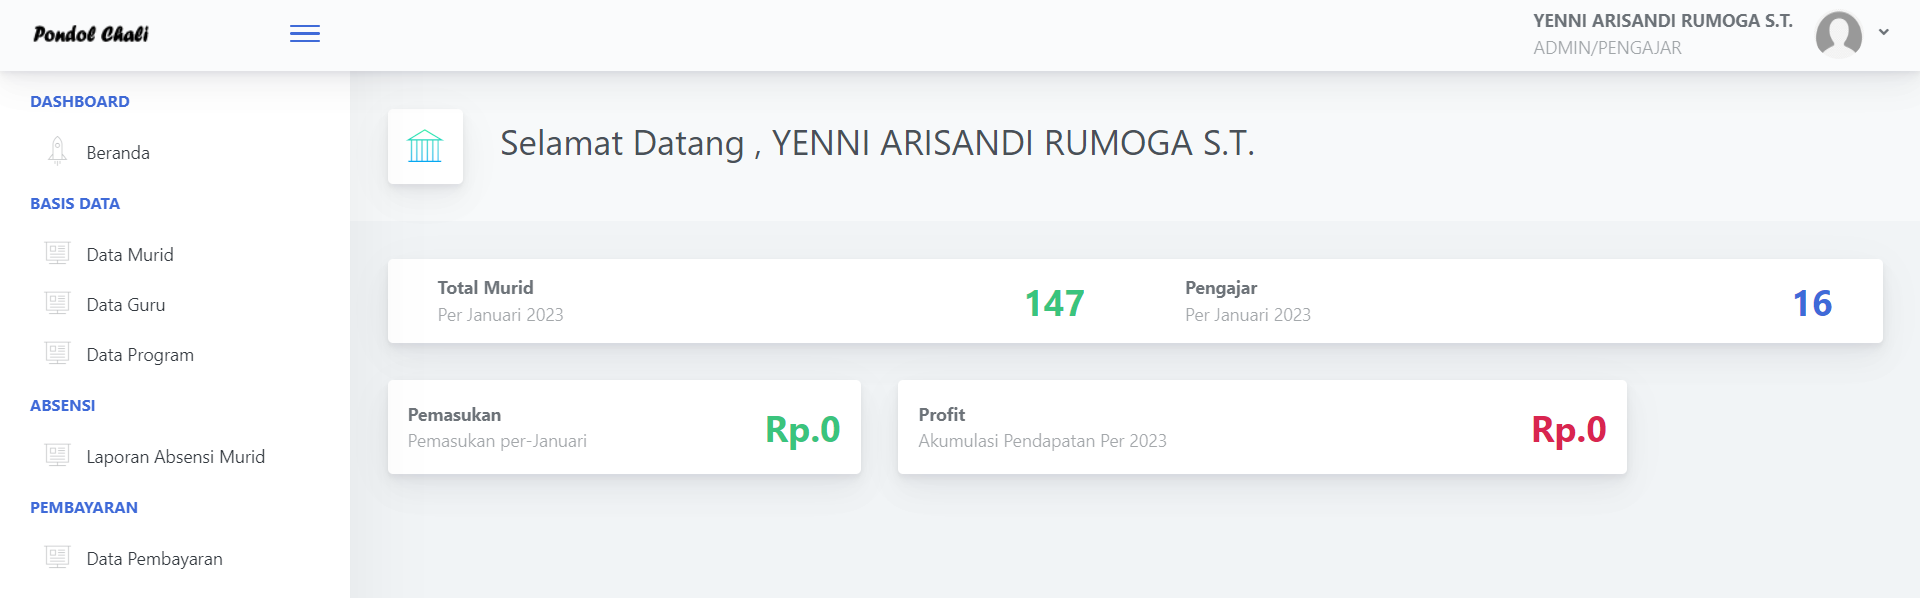 Pondol Chali
YENNI ARISANDI RUMOGA S.T.
ADMIN/PENGAJAR
DASHBOARD
Beranda
BASIS DATA
Data Murid
Data Guru
Data Program
ABSENSI
Laporan Absensi Murid
PEMBAYARAN
Data Pembayaran
Selamat Datang , YENNI ARISANDI RUMOGA S.T.
Total Murid
Per Januari 2023
147
Pengajar
Per Januari 2023
16
Pemasukan
Pemasukan per-Januari
Rp.0
Profit
Akumulasi Pendapatan Per 2023
Rp.0